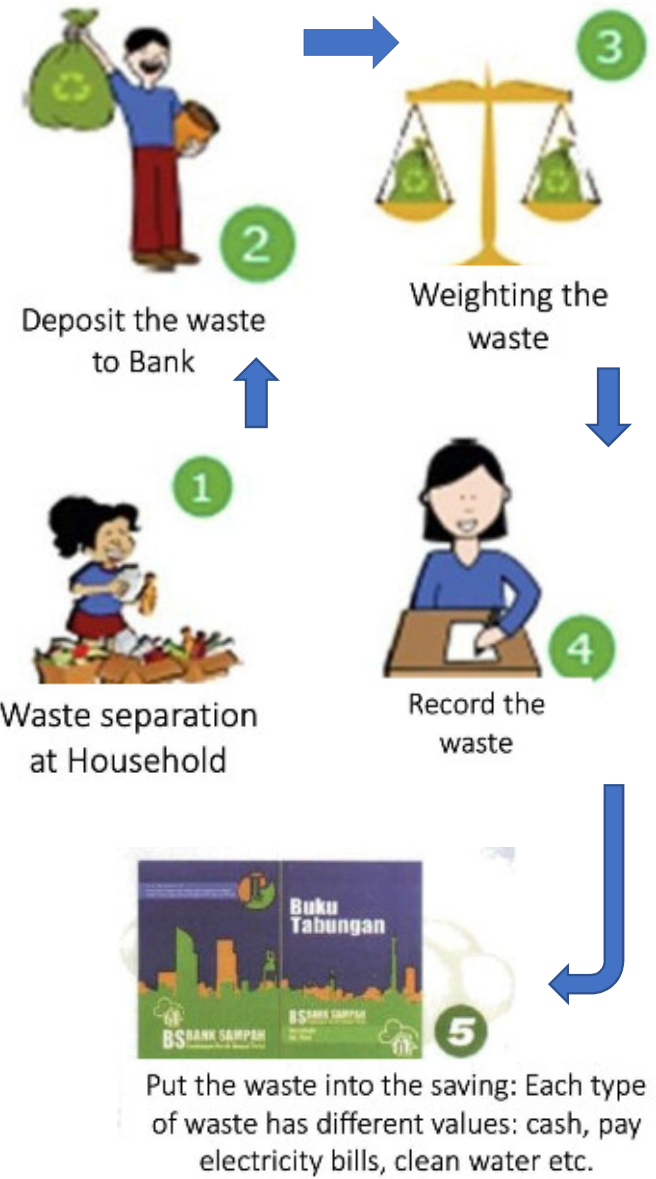 1
Waste separation
at Household
2
Deposit the waste
to Bank
3
Weighting the
waste
4
Record the
waste
Buku
Tabungan
BS BANK SAMPAH
BS BANK SAMPAH
5
Put the waste into the saving: Each type
of waste has different values: cash, pay
electricity bills, clean water etc.